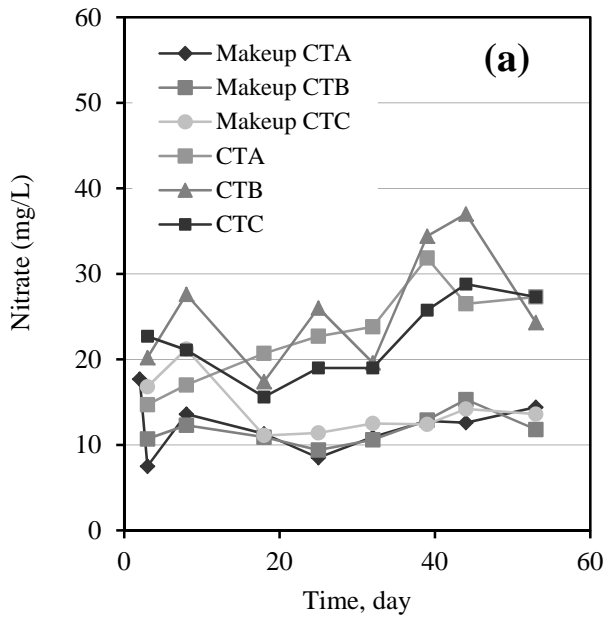 60
50
40
30
20
10
0
Nitrate (mg/L)
Makeup CTA
Makeup CTB
Makeup CTC
CTA
CTB
CTC
(a)
0 20 40 60
Time, day